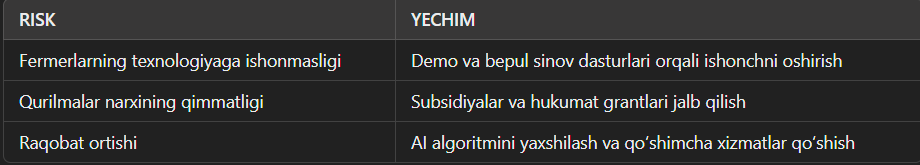 RISK YECHIM
Fermerlarning texnologiyaga ishonmasligi Demo va bepul sinov dasturlari orqali ishonchni oshirish
Qurilmalar narxining qimmatligi Subsidiyalar va hukumat grantlari jalb qilish
Raqobat ortishi AI algoritmini yaxshilash va qo‘shimcha xizmatlar qo‘shish